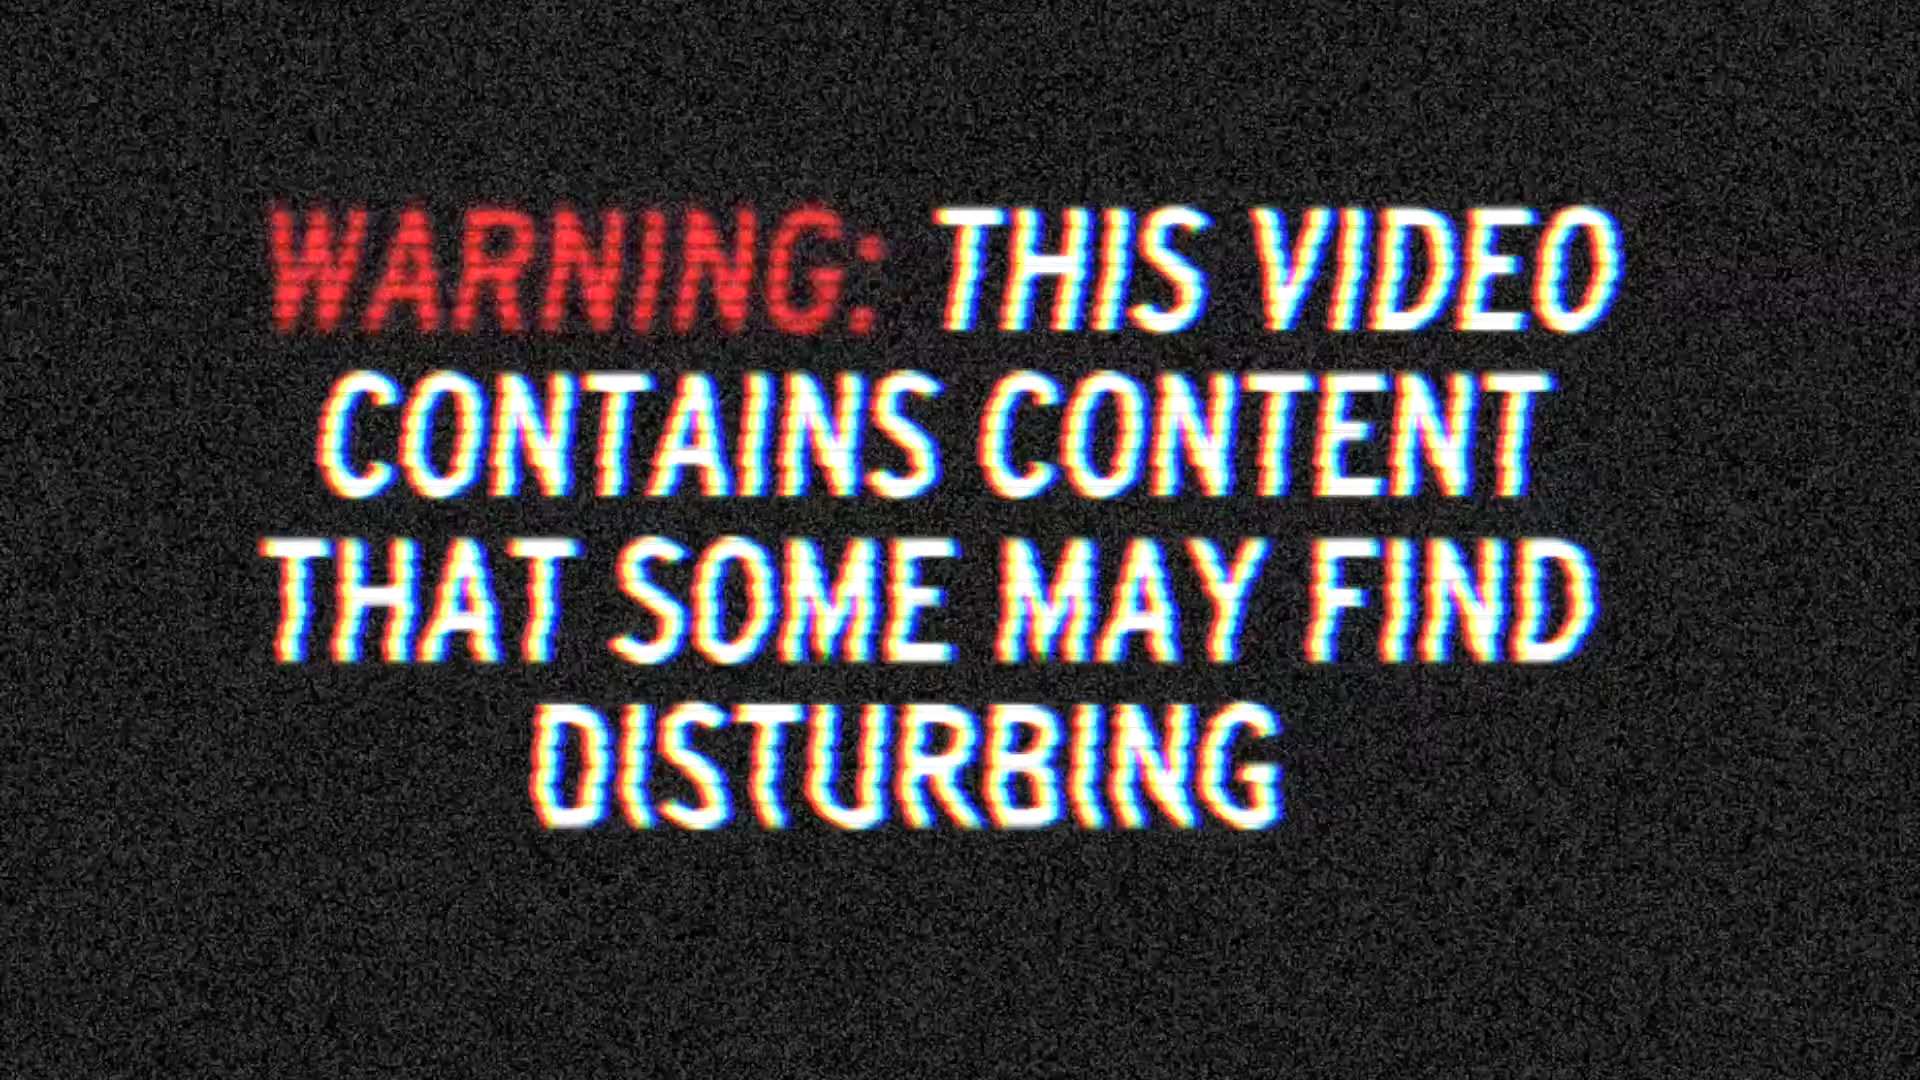 WARNING: THIS VIDEO
CONTAINS CONTENT
THAT SOME MAY FIND
DISTURBING